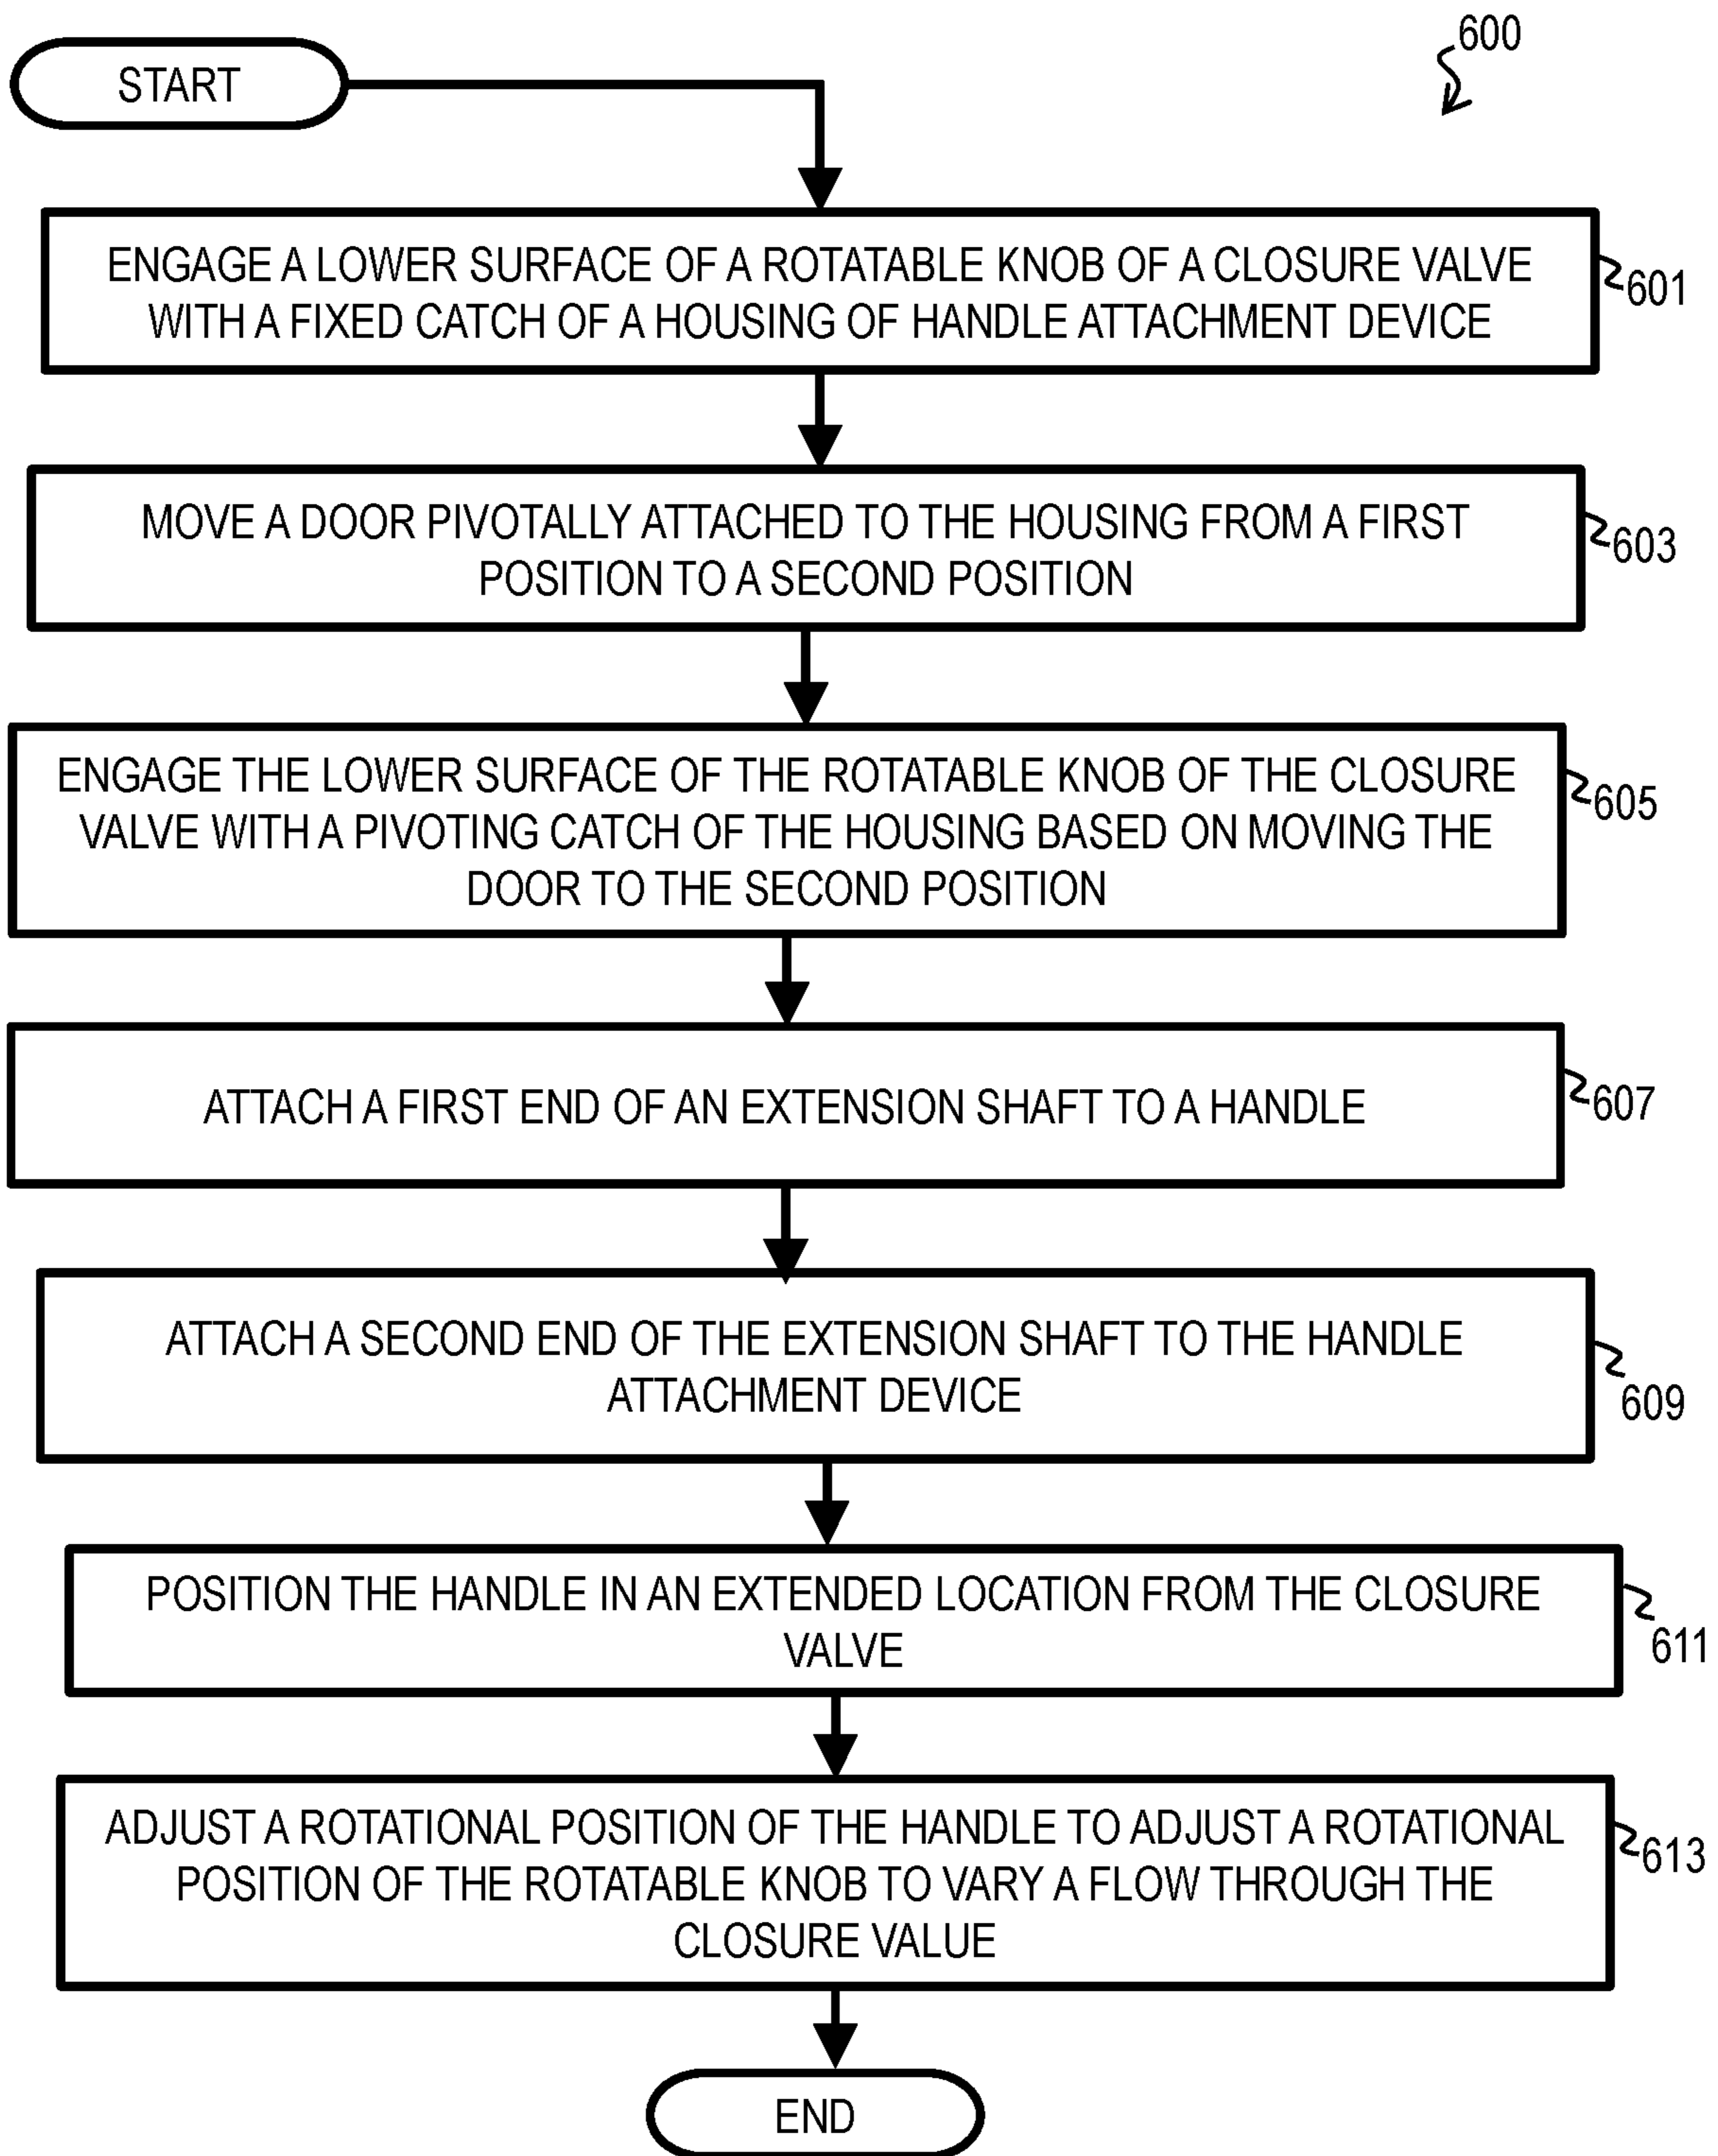 600
START
ENGAGE A LOWER SURFACE OF A ROTATABLE KNOB OF A CLOSURE VALVE
WITH A FIXED CATCH OF A HOUSING OF HANDLE ATTACHMENT DEVICE
601
MOVE A DOOR PIVOTALLY ATTACHED TO THE HOUSING FROM A FIRST
POSITION TO A SECOND POSITION
603
ENGAGE THE LOWER SURFACE OF THE ROTATABLE KNOB OF THE CLOSURE
VALVE WITH A PIVOTING CATCH OF THE HOUSING BASED ON MOVING THE
DOOR TO THE SECOND POSITION
605
ATTACH A FIRST END OF AN EXTENSION SHAFT TO A HANDLE
607
ATTACH A SECOND END OF THE EXTENSION SHAFT TO THE HANDLE
ATTACHMENT DEVICE
609
POSITION THE HANDLE IN AN EXTENDED LOCATION FROM THE CLOSURE
VALVE
611
ADJUST A ROTATIONAL POSITION OF THE HANDLE TO ADJUST A ROTATIONAL
POSITION OF THE ROTATABLE KNOB TO VARY A FLOW THROUGH THE
CLOSURE VALUE
613
END